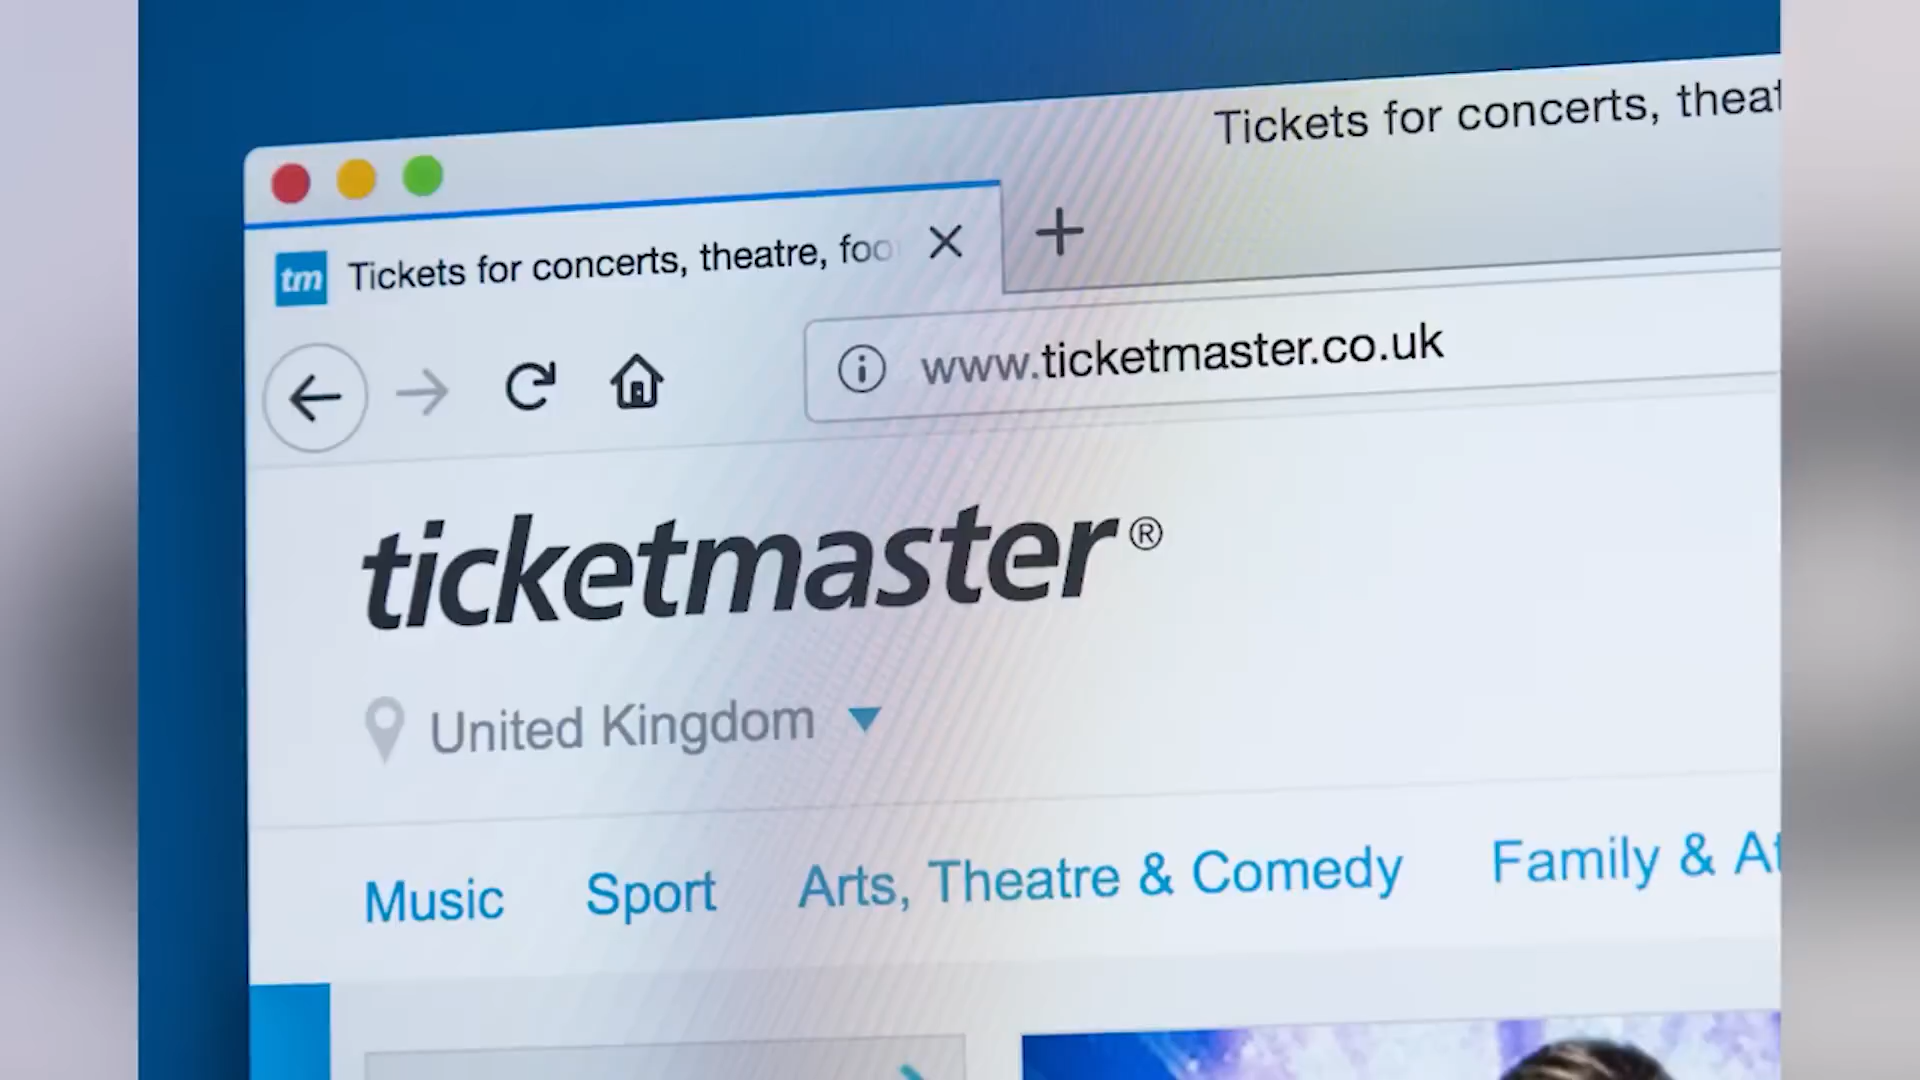 Tickets for concerts, theat
tm Tickets for concerts, theatre, foo
www.ticketmaster.co.uk
ticketmaster®
United Kingdom
Music Sport Arts, Theatre & Comedy Family & At